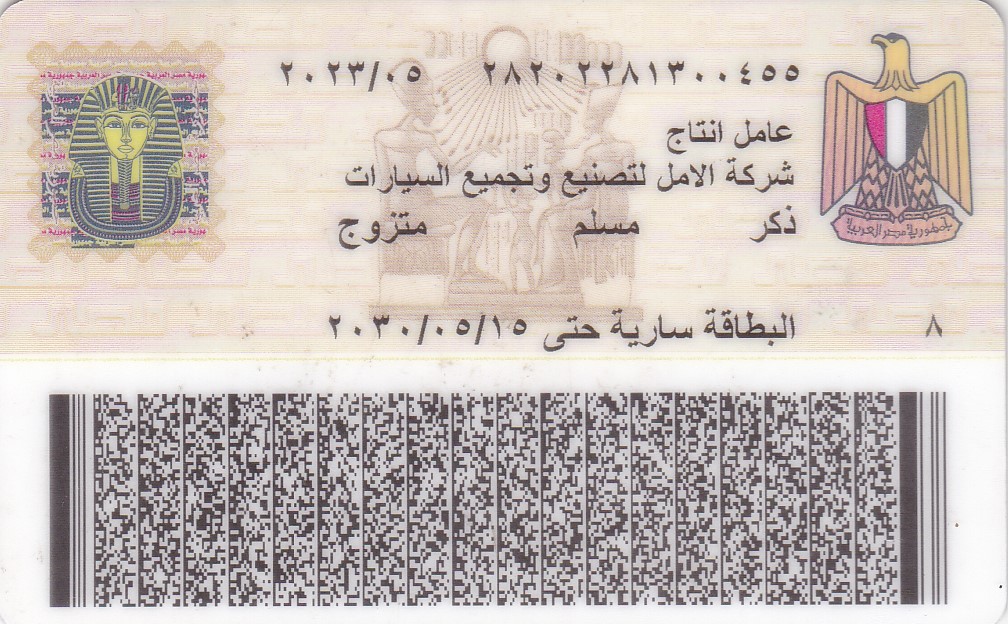 ٢٨٢٠٢٢٨١٣٠٠٤٥٥ ٢٠٢٣/٠٥
عامل انتاج
شركة الامل لتصنيع وتجميع السيارات
ذكر مسلم متزوج
البطاقة سارية حتى ٢٠٣٠/٠٥/١٥
٨
جمهورية مصر العربية